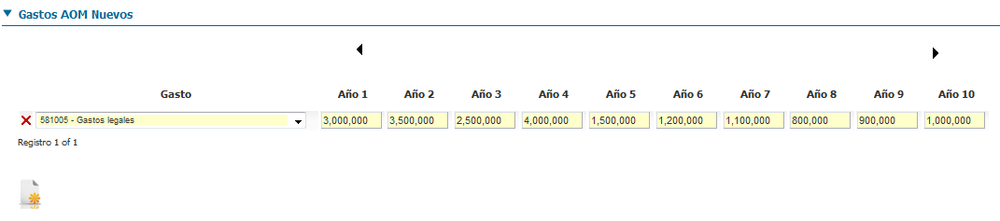 Gastos AOM Nuevos
Gasto Año 1 Año 2 Año 3 Año 4 Año 5 Año 6 Año 7 Año 8 Año 9 Año 10
581005 - Gastos legales 3,000,000 3,500,000 2,500,000 4,000,000 1,500,000 1,200,000 1,100,000 800,000 900,000 1,000,000
Registro 1 of 1